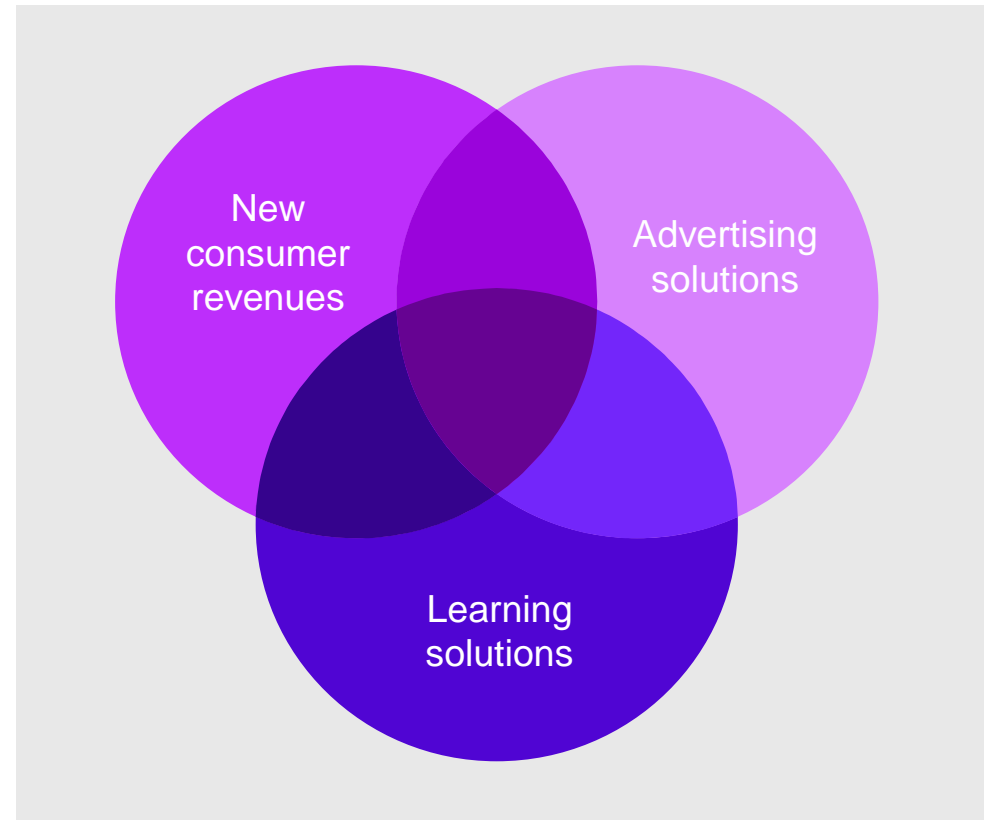 New
consumer
revenues
Advertising
solutions
Learning
solutions